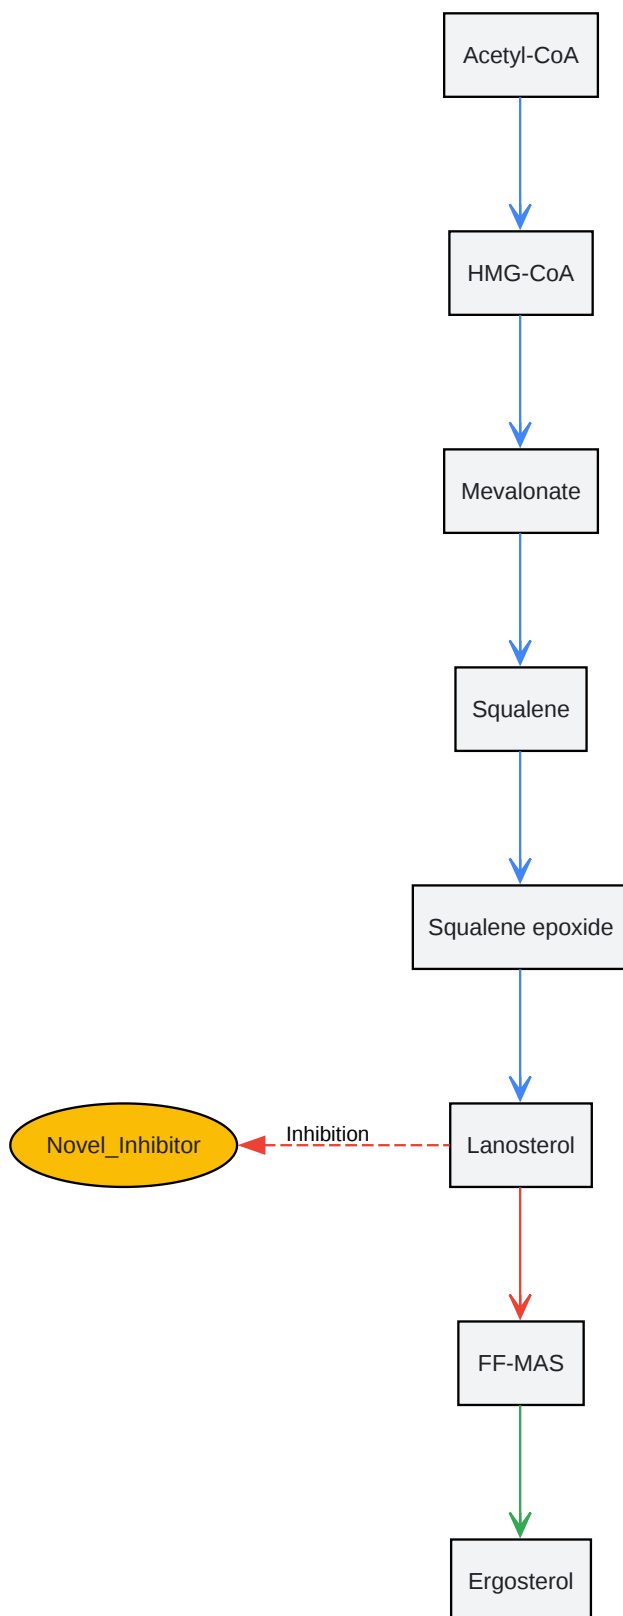 Acetyl-CoA
HMG-CoA
Mevalonate
Squalene
Squalene epoxide
Novel_Inhibitor
Inhibition
Lanosterol
FF-MAS
Ergosterol